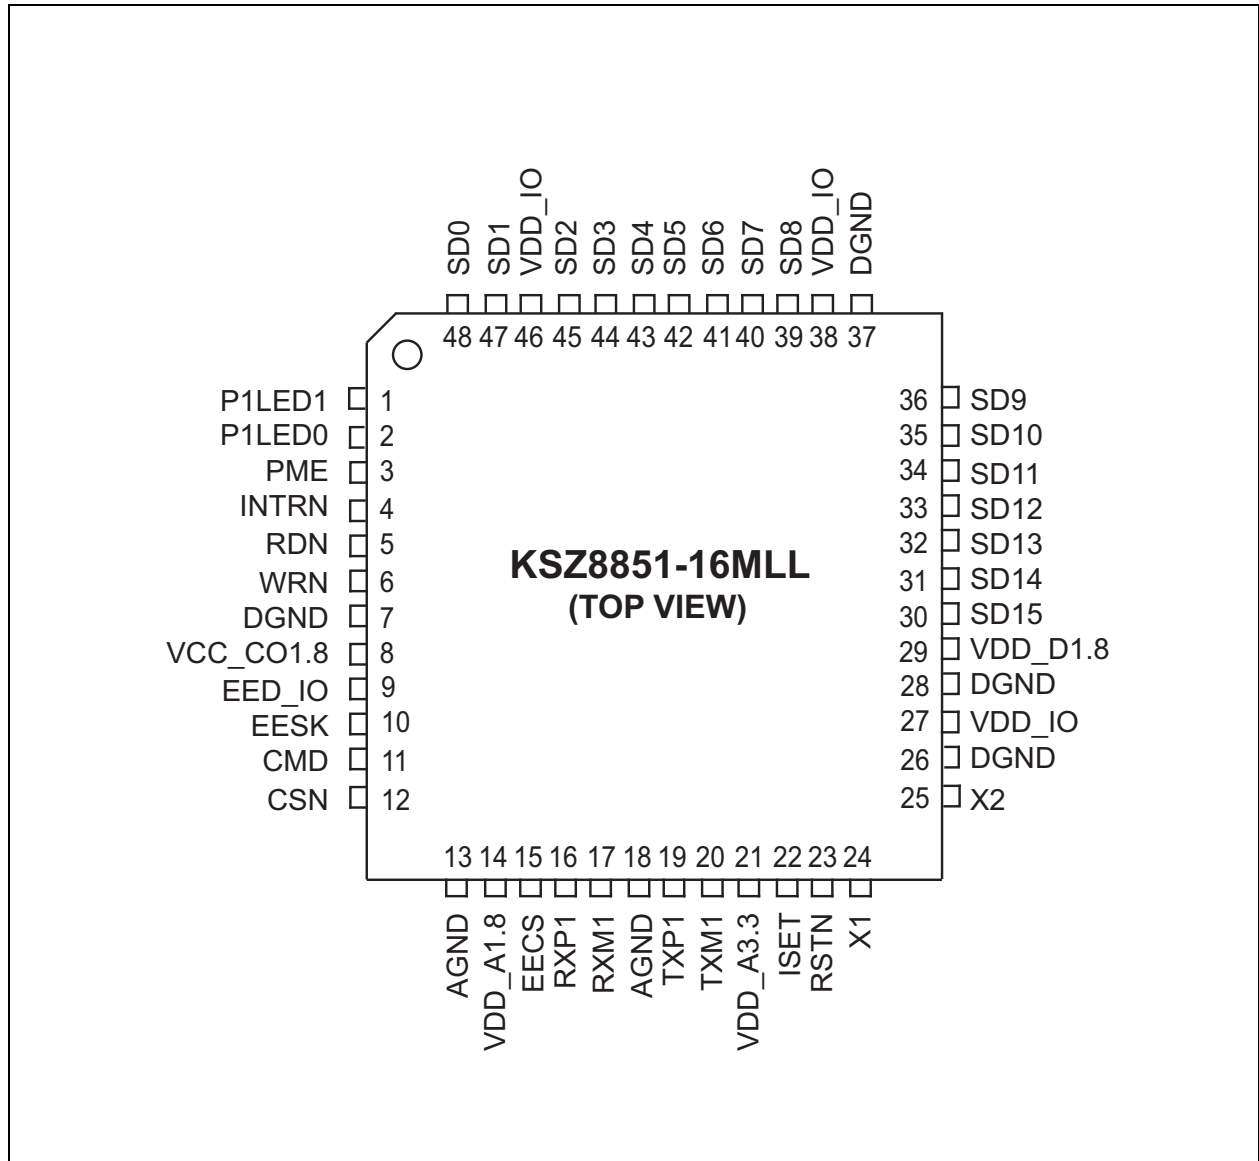 SD0
SD1
VDD_IO
SD2
SD3
SD4
SD5
SD6
SD7
SD8
VDD_IO
DGND
48 47 46 45 44 43 42 41 40 39 38 37
P1LED1 1
P1LED0 2
PME 3
INTRN 4
RDN 5
WRN 6
DGND 7
VCC_CO1.8 8
EED_IO 9
EESK 10
CMD 11
CSN 12
KSZ8851-16MLL
(TOP VIEW)
36 SD9
35 SD10
34 SD11
33 SD12
32 SD13
31 SD14
30 SD15
29 VDD_D1.8
28 DGND
27 VDD_IO
26 DGND
25 X2
13 14 15 16 17 18 19 20 21 22 23 24
AGND
VDD_A1.8
EECS
RXP1
RXM1
AGND
TXP1
TXM1
VDD_A3.3
ISET
RSTN
X1